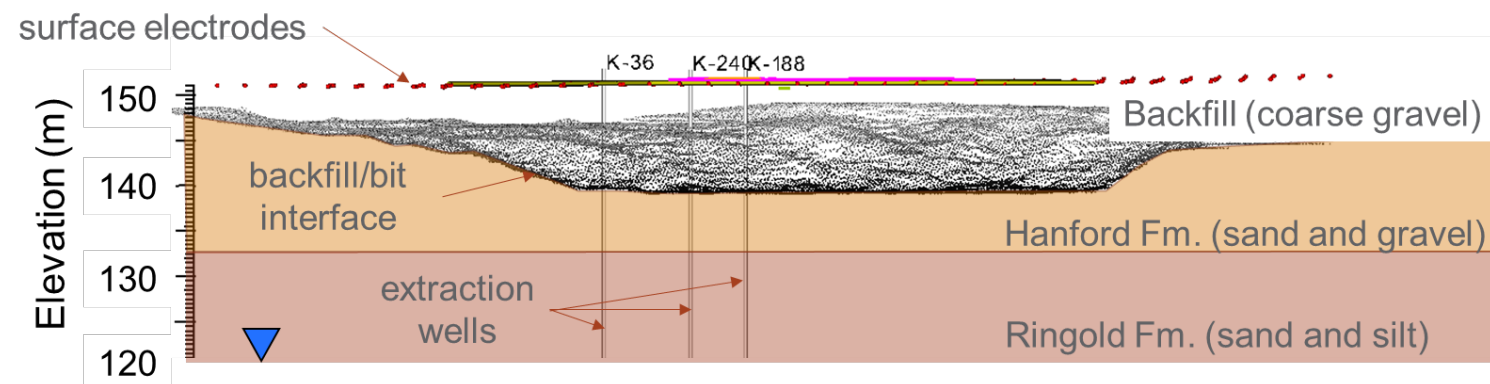 surface electrodes
K-36
K-240
K-188
150
Backfill (coarse gravel)
Elevation (m)
140
backfill/bit
interface
Hanford Fm. (sand and gravel)
130
extraction
wells
Ringold Fm. (sand and silt)
120